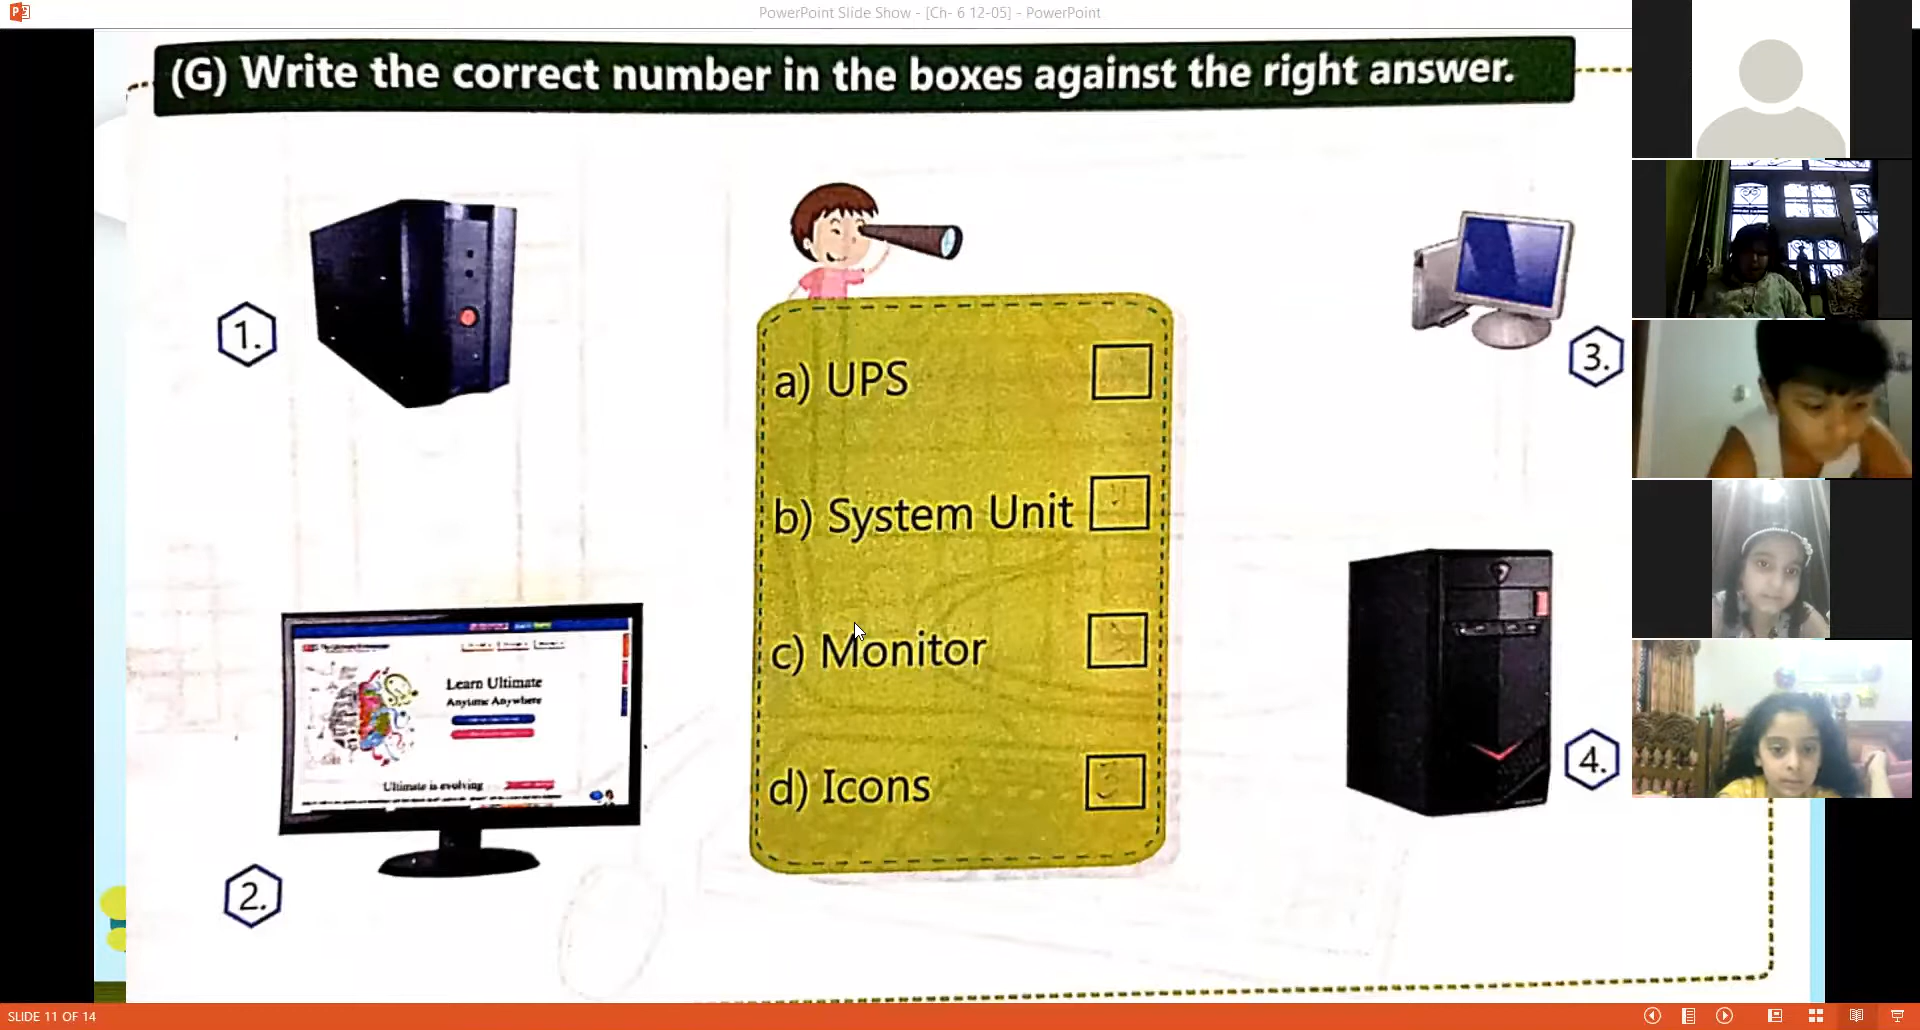 PowerPoint Slide Show - [Ch- 6 12-05] - PowerPoint
(G) Write the correct number in the boxes against the right answer.
1.
3.
a) UPS
b) System Unit
c) Monitor
d) Icons
3
Learn Ultimate
Anytime Anywhere
Ultimate is evolving
2.
4.
SLIDE 11 OF 14